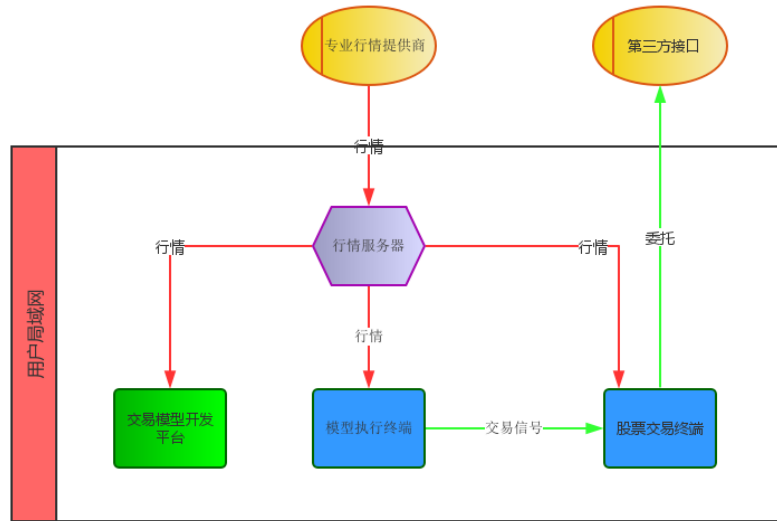 专业行情提供商
第三方接口
行情
行情服务器
行情
行情
委托
行情
用户局域网
交易模型开发
平台
模型执行终端
交易信号
股票交易终端